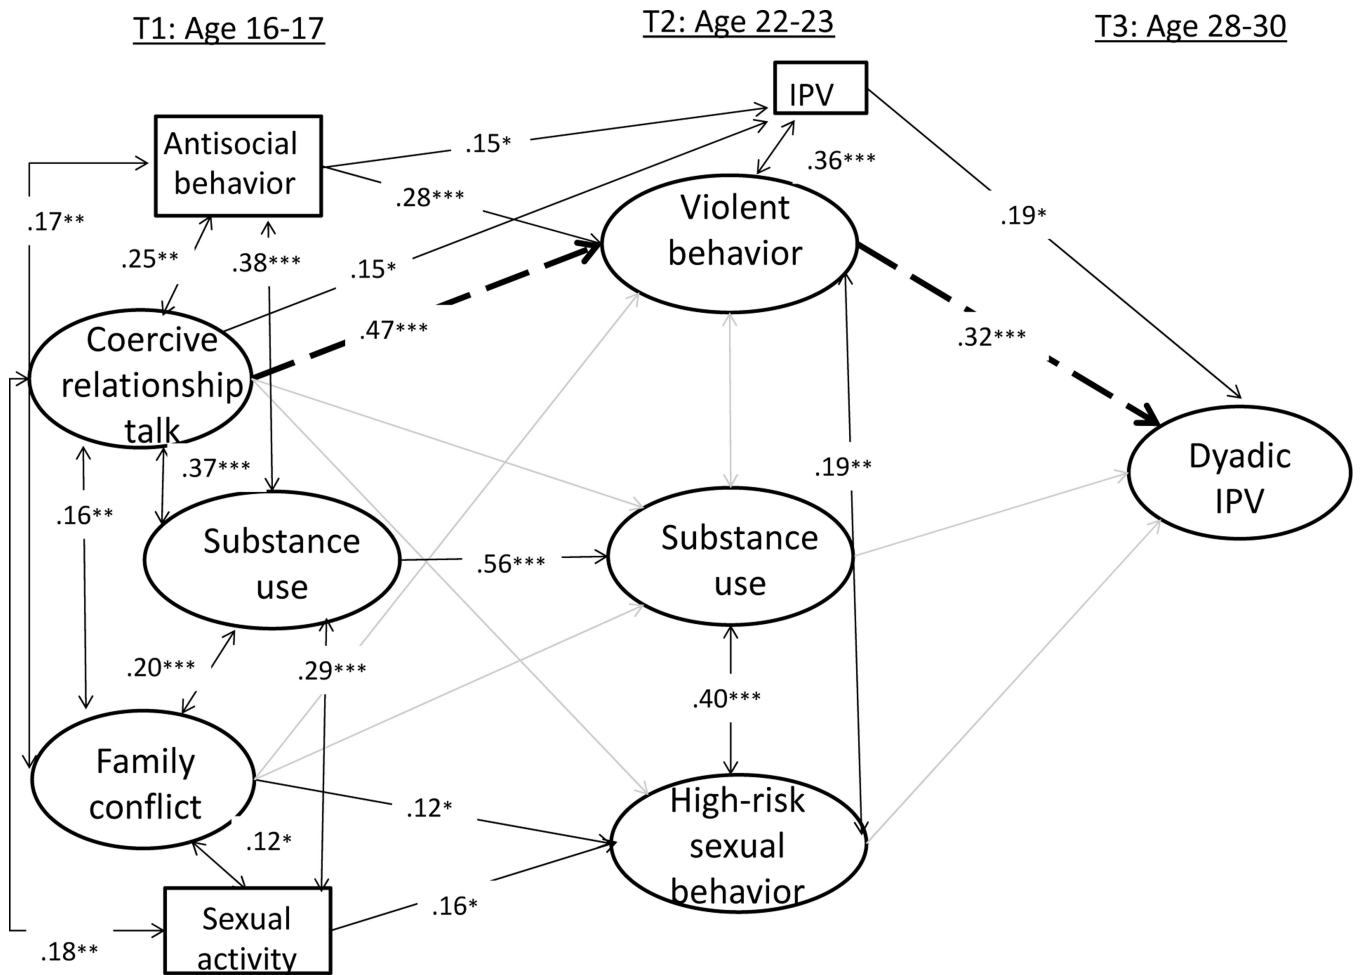 T1: Age 16-17
T2: Age 22-23
T3: Age 28-30
IPV
Antisocial
behavior
.15*
.36***
.28***
Violent
behavior
.17**
.19*
.25**
.38***
.15*
.47***
.32***
Coercive
relationship
talk
.37***
.19**
Dyadic
IPV
.16**
Substance
use
.56***
Substance
use
.20***
.29***
.40***
Family
conflict
.12*
.12*
High-risk
sexual
behavior
.16*
Sexual
activity
.18**